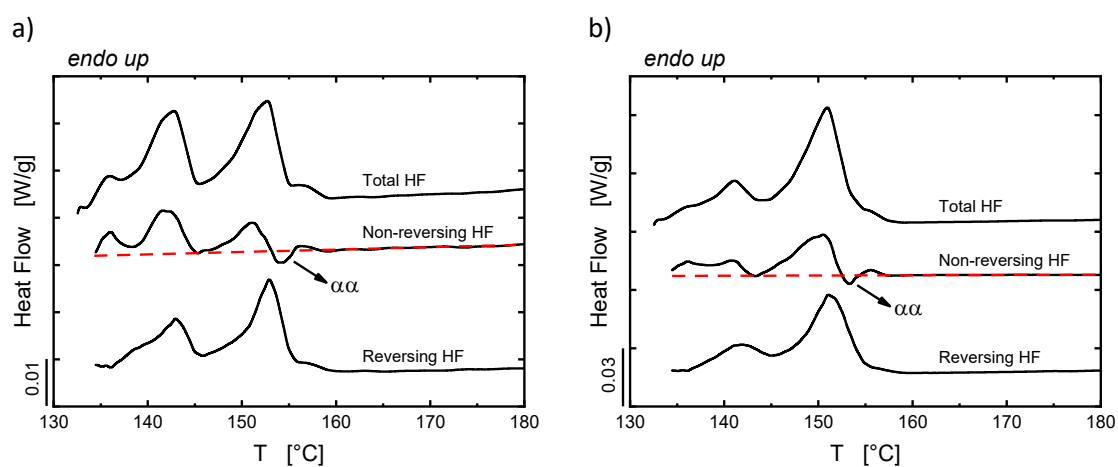 a)
endo up
Heat Flow [W/g]
0.01
Total HF
Non-reversing HF
αα
Reversing HF
130 140 150 160 170 180
T [°C]
b)
endo up
Heat Flow [W/g]
0.03
Total HF
Non-reversing HF
αα
Reversing HF
130 140 150 160 170 180
T [°C]